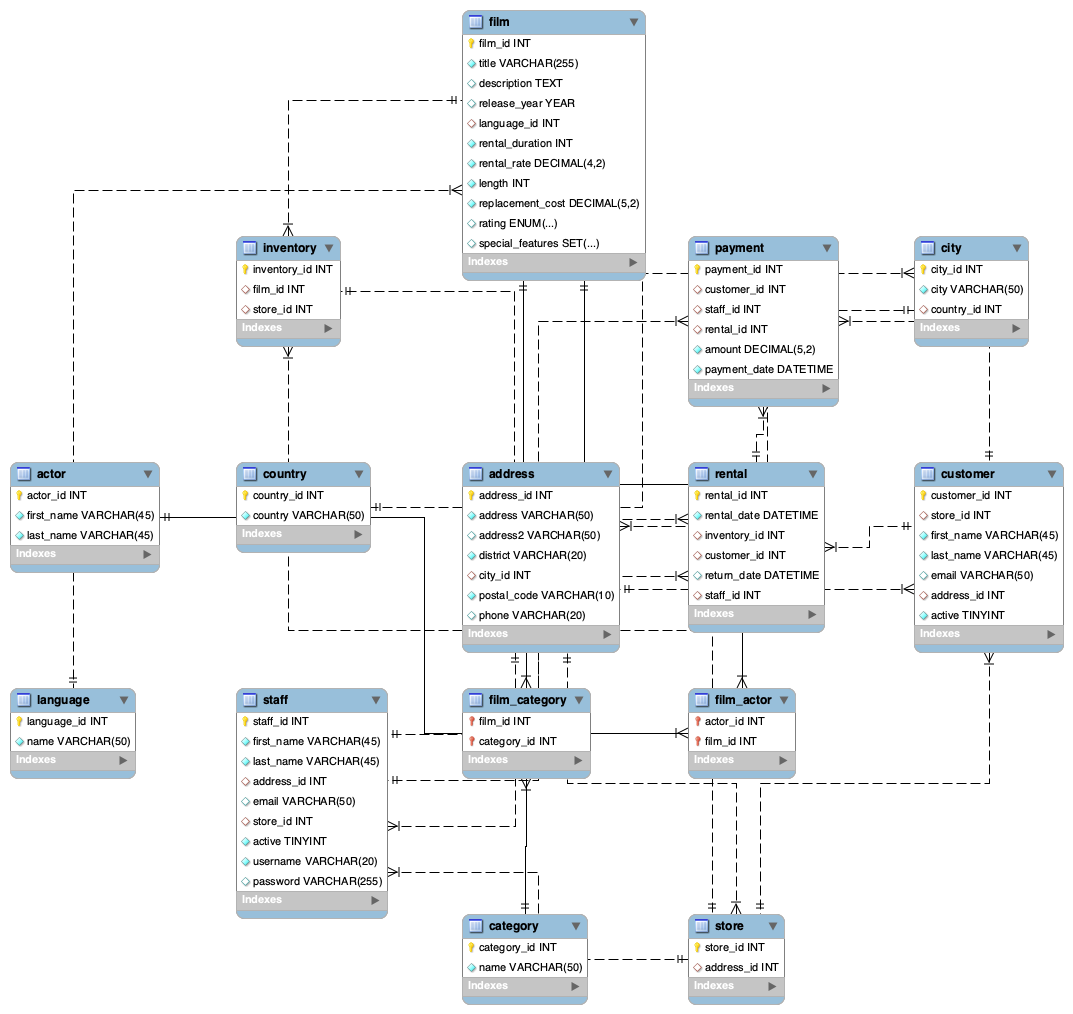 film
film_id INT
title VARCHAR(255)
description TEXT
release_year YEAR
language_id INT
rental_duration INT
rental_rate DECIMAL(4,2)
length INT
replacement_cost DECIMAL(5,2)
rating ENUM(...)
special_features SET(...)
Indexes
inventory
inventory_id INT
film_id INT
store_id INT
Indexes
payment
payment_id INT
customer_id INT
staff_id INT
rental_id INT
amount DECIMAL(5,2)
payment_date DATETIME
Indexes
city
city_id INT
city VARCHAR(50)
country_id INT
Indexes
actor
actor_id INT
first_name VARCHAR(45)
last_name VARCHAR(45)
Indexes
country
country_id INT
country VARCHAR(50)
Indexes
address
address_id INT
address VARCHAR(50)
address2 VARCHAR(50)
district VARCHAR(20)
city_id INT
postal_code VARCHAR(10)
phone VARCHAR(20)
Indexes
rental
rental_id INT
rental_date DATETIME
inventory_id INT
customer_id INT
return_date DATETIME
staff_id INT
Indexes
customer
customer_id INT
store_id INT
first_name VARCHAR(45)
last_name VARCHAR(45)
email VARCHAR(50)
address_id INT
active TINYINT
Indexes
language
language_id INT
name VARCHAR(50)
Indexes
staff
staff_id INT
first_name VARCHAR(45)
last_name VARCHAR(45)
address_id INT
email VARCHAR(50)
store_id INT
active TINYINT
username VARCHAR(20)
password VARCHAR(255)
Indexes
film_category
film_id INT
category_id INT
Indexes
film_actor
actor_id INT
film_id INT
Indexes
category
category_id INT
name VARCHAR(50)
Indexes
store
store_id INT
address_id INT
Indexes